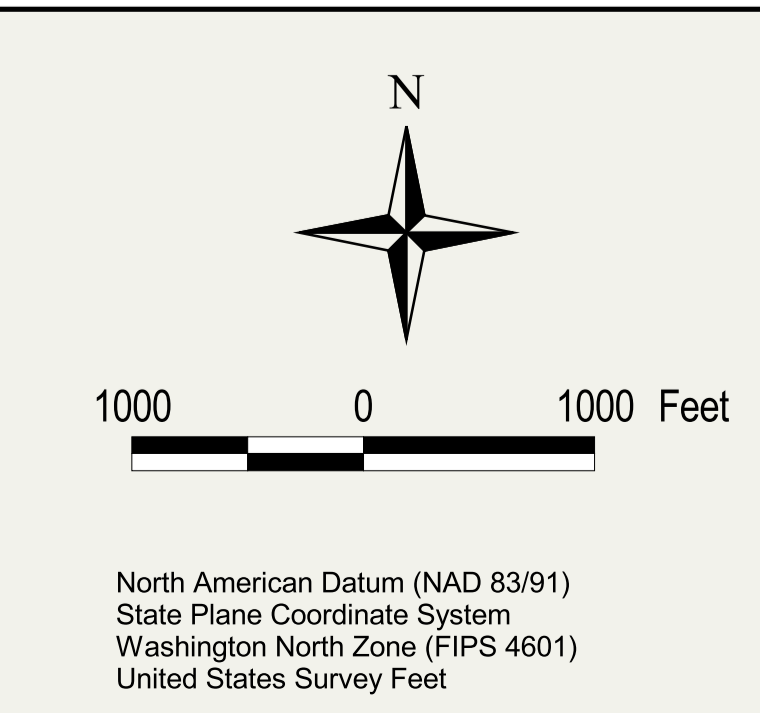 N
1000 0 1000 Feet
North American Datum (NAD 83/91)
State Plane Coordinate System
Washington North Zone (FIPS 4601)
United States Survey Feet